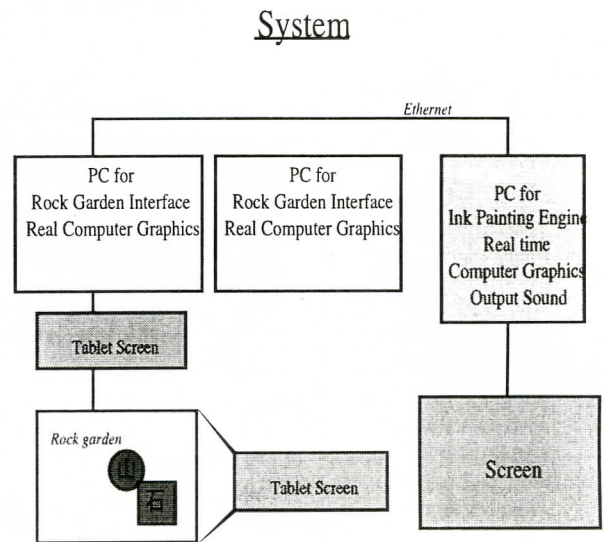 System
Ethernet
PC for
Rock Garden Interface
Real Computer Graphics
PC for
Rock Garden Interface
Real Computer Graphics
PC for
Ink Painting Engine
Real time
Computer Graphics
Output Sound
Tablet Screen
Rock garden
山
石
Tablet Screen
Screen